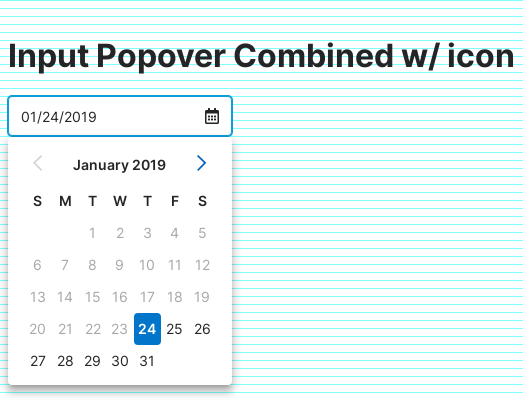 Input Popover Combined w/ icon
01/24/2019
January 2019
S M T W T F S
1 2 3 4 5
6 7 8 9 10 11 12
13 14 15 16 17 18 19
20 21 22 23 24 25 26
27 28 29 30 31